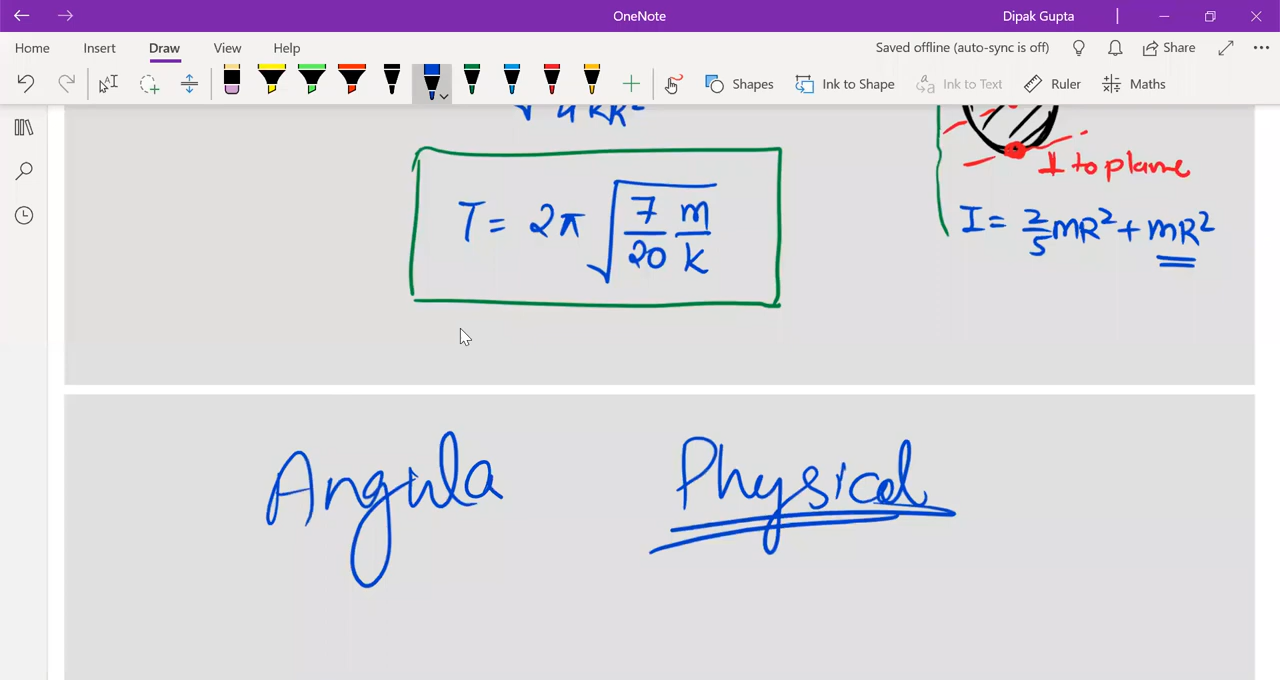 OneNote
Dipak Gupta
Home Insert Draw View Help
Saved offline (auto-sync is off)
Share
Shapes
Ink to Shape
Ink to Text
Ruler
Maths
T = 2π √(7/20 m/k)
⊥ to plane
I = 2/5 mR² + mR²
Angula Physical